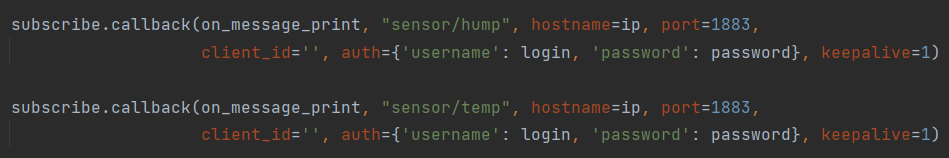 subscribe.callback(on_message_print, "sensor/hump", hostname=ip, port=1883,
client_id='', auth={'username': login, 'password': password}, keepalive=1)
subscribe.callback(on_message_print, "sensor/temp", hostname=ip, port=1883,
client_id='', auth={'username': login, 'password': password}, keepalive=1)